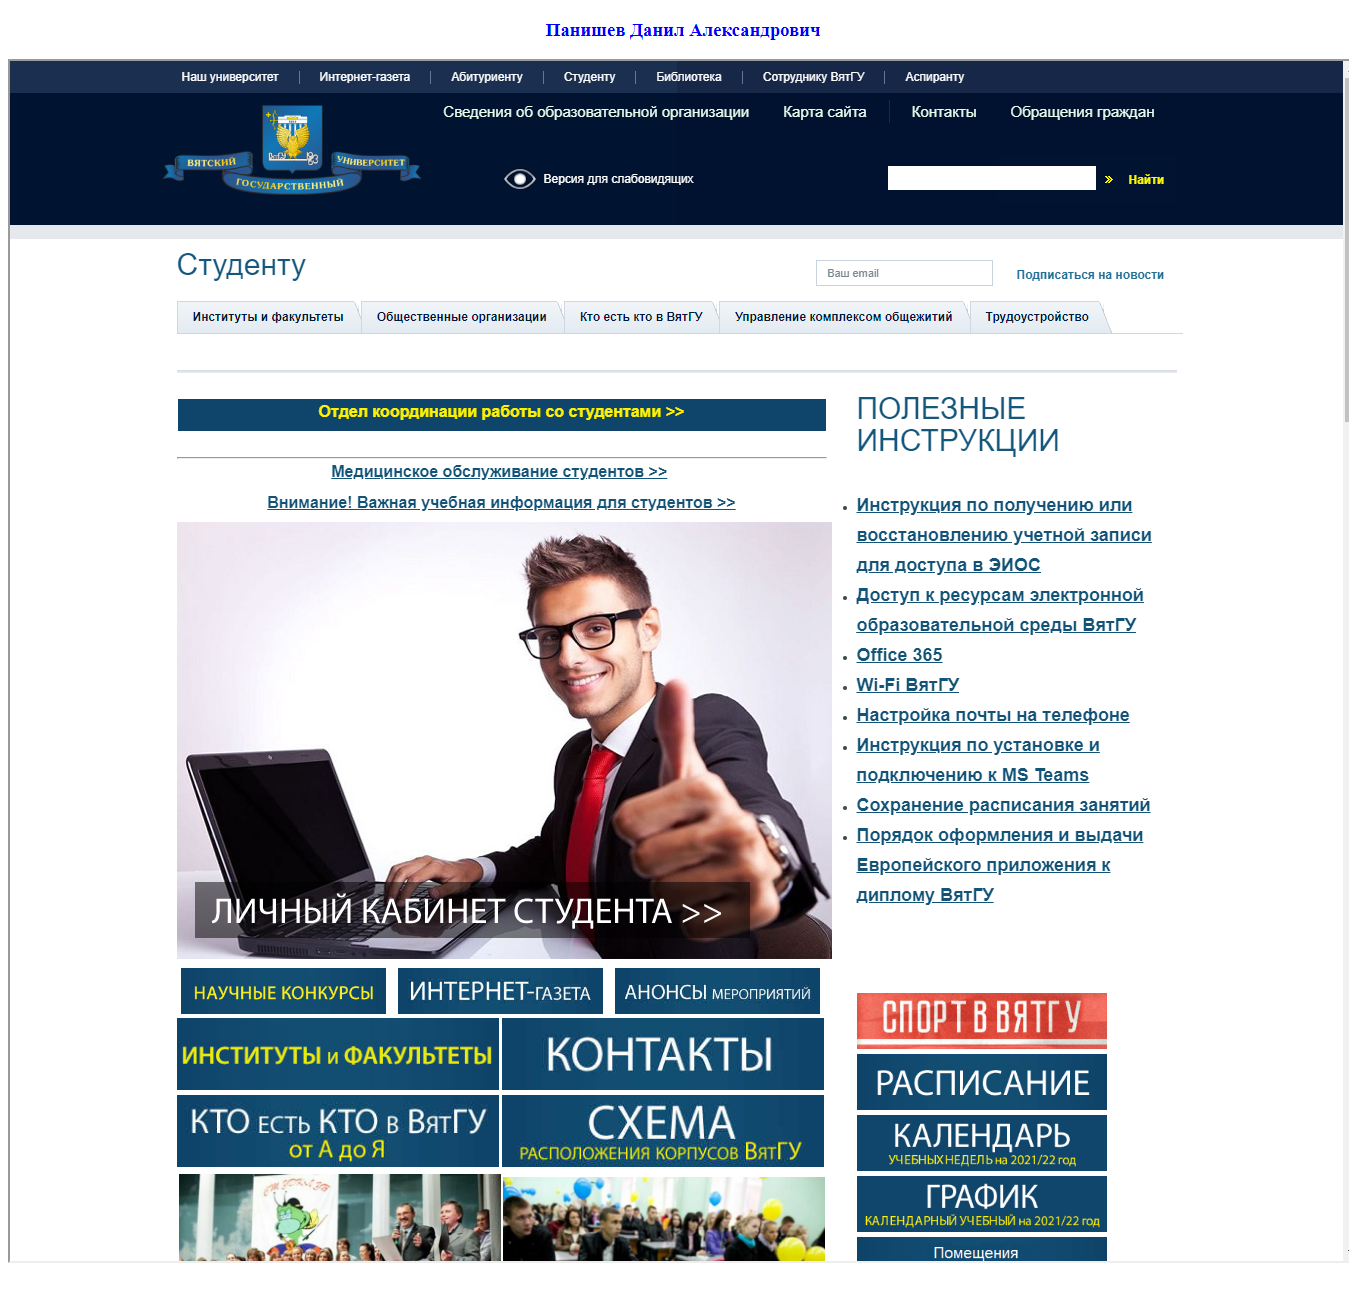 Панишев Данил Александрович
Наш университет
Интернет-газета
Абитуриенту
Студенту
Библиотека
Сотруднику ВятГУ
Аспиранту
Сведения об образовательной организации
Карта сайта
Контакты
Обращения граждан
ВЯТСКИЙ
ГОСУДАРСТВЕННЫЙ
УНИВЕРСИТЕТ
Версия для слабовидящих
Найти
Студенту
Ваш email
Подписаться на новости
Институты и факультеты
Общественные организации
Кто есть кто в ВятГУ
Управление комплексом общежитий
Трудоустройство
Отдел координации работы со студентами >>
Медицинское обслуживание студентов >>
Внимание! Важная учебная информация для студентов >>
ЛИЧНЫЙ КАБИНЕТ СТУДЕНТА >>
НАУЧНЫЕ КОНКУРСЫ
ИНТЕРНЕТ-ГАЗЕТА
АНОНСЫ МЕРОПРИЯТИЙ
ИНСТИТУТЫ и ФАКУЛЬТЕТЫ
КОНТАКТЫ
КТО ЕСТЬ КТО В ВЯТГУ
от А до Я
СХЕМА
РАСПОЛОЖЕНИЯ КОРПУСОВ ВЯТГУ
ПОЛЕЗНЫЕ
ИНСТРУКЦИИ
Инструкция по получению или
восстановлению учетной записи
для доступа в ЭИОС
Доступ к ресурсам электронной
образовательной среды ВятГУ
Office 365
Wi-Fi ВятГУ
Настройка почты на телефоне
Инструкция по установке и
подключению к MS Teams
Сохранение расписания занятий
Порядок оформления и выдачи
Европейского приложения к
диплому ВятГУ
СПОРТ В ВЯТГУ
РАСПИСАНИЕ
КАЛЕНДАРЬ
УЧЕБНЫХ НЕДЕЛЬ на 2021/22 год
ГРАФИК
КАЛЕНДАРНЫЙ УЧЕБНЫЙ на 2021/22 год
Помещения